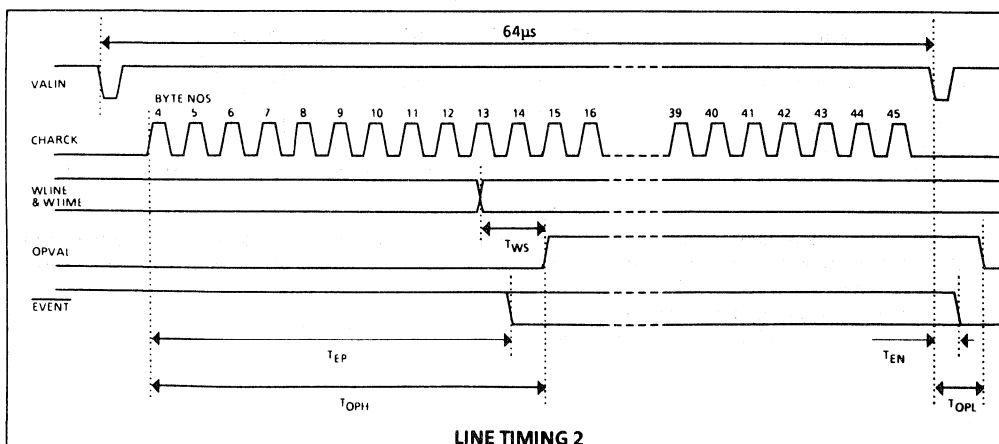 64µs
VALIN
BYTE NOS
4 5 6 7 8 9 10 11 12 13 14 15 16 39 40 41 42 43 44 45
CHARCK
WLINE
& WTIME
TWS
OPVAL
EVENT
TEP
TEN
TOPH
TOPL
LINE TIMING 2